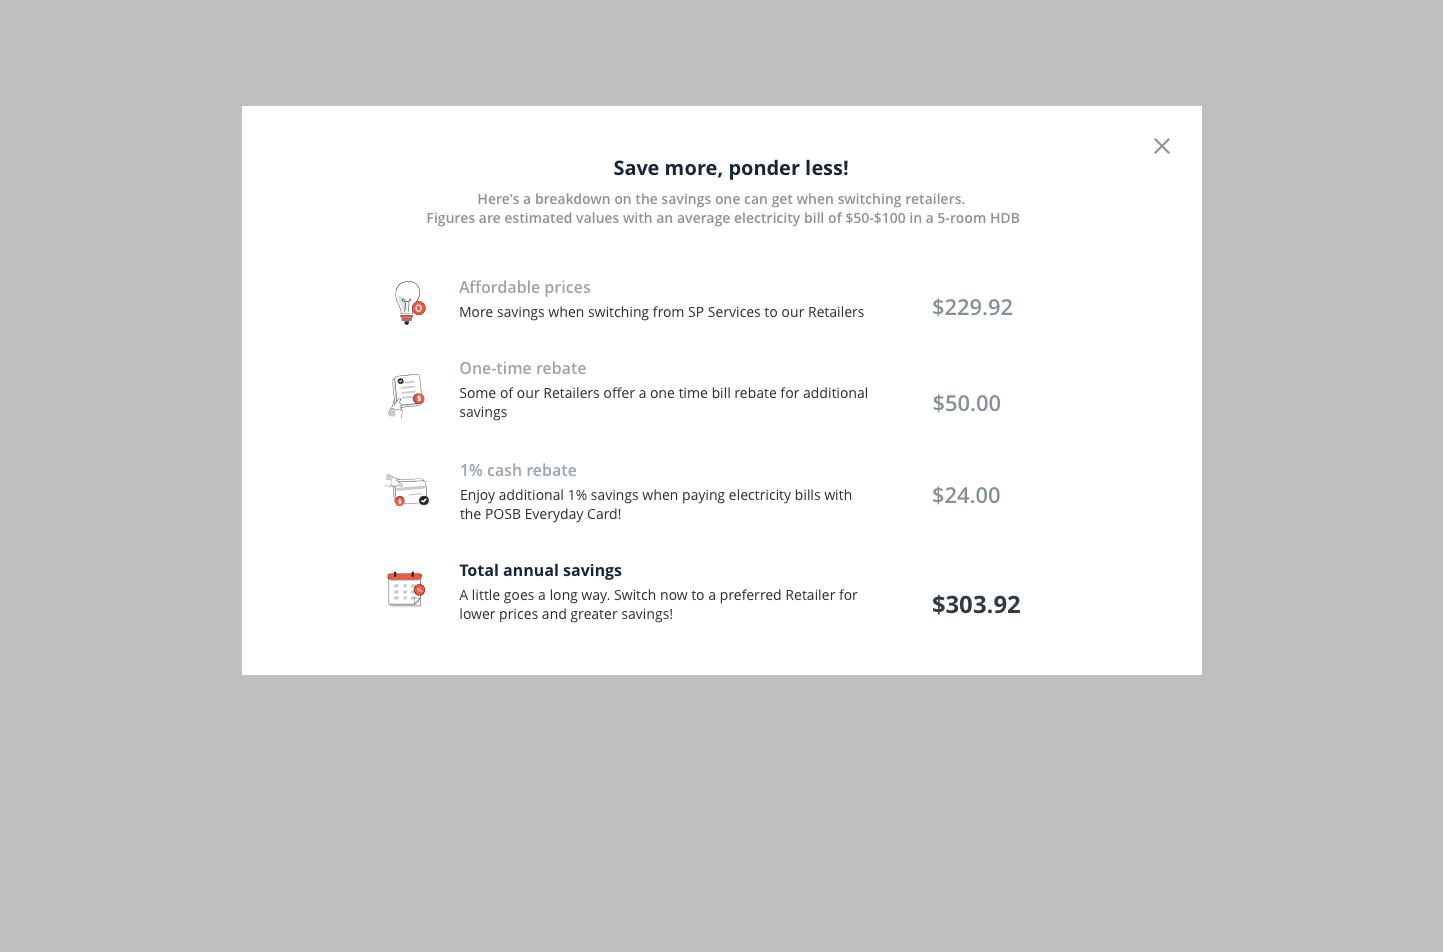 Save more, ponder less!
Here's a breakdown on the savings one can get when switching retailers.
Figures are estimated values with an average electricity bill of $50-$100 in a 5-room HDB
Affordable prices
More savings when switching from SP Services to our Retailers
$229.92
One-time rebate
Some of our Retailers offer a one time bill rebate for additional
savings
$50.00
1% cash rebate
Enjoy additional 1% savings when paying electricity bills with
the POSB Everyday Card!
$24.00
Total annual savings
A little goes a long way. Switch now to a preferred Retailer for
lower prices and greater savings!
$303.92